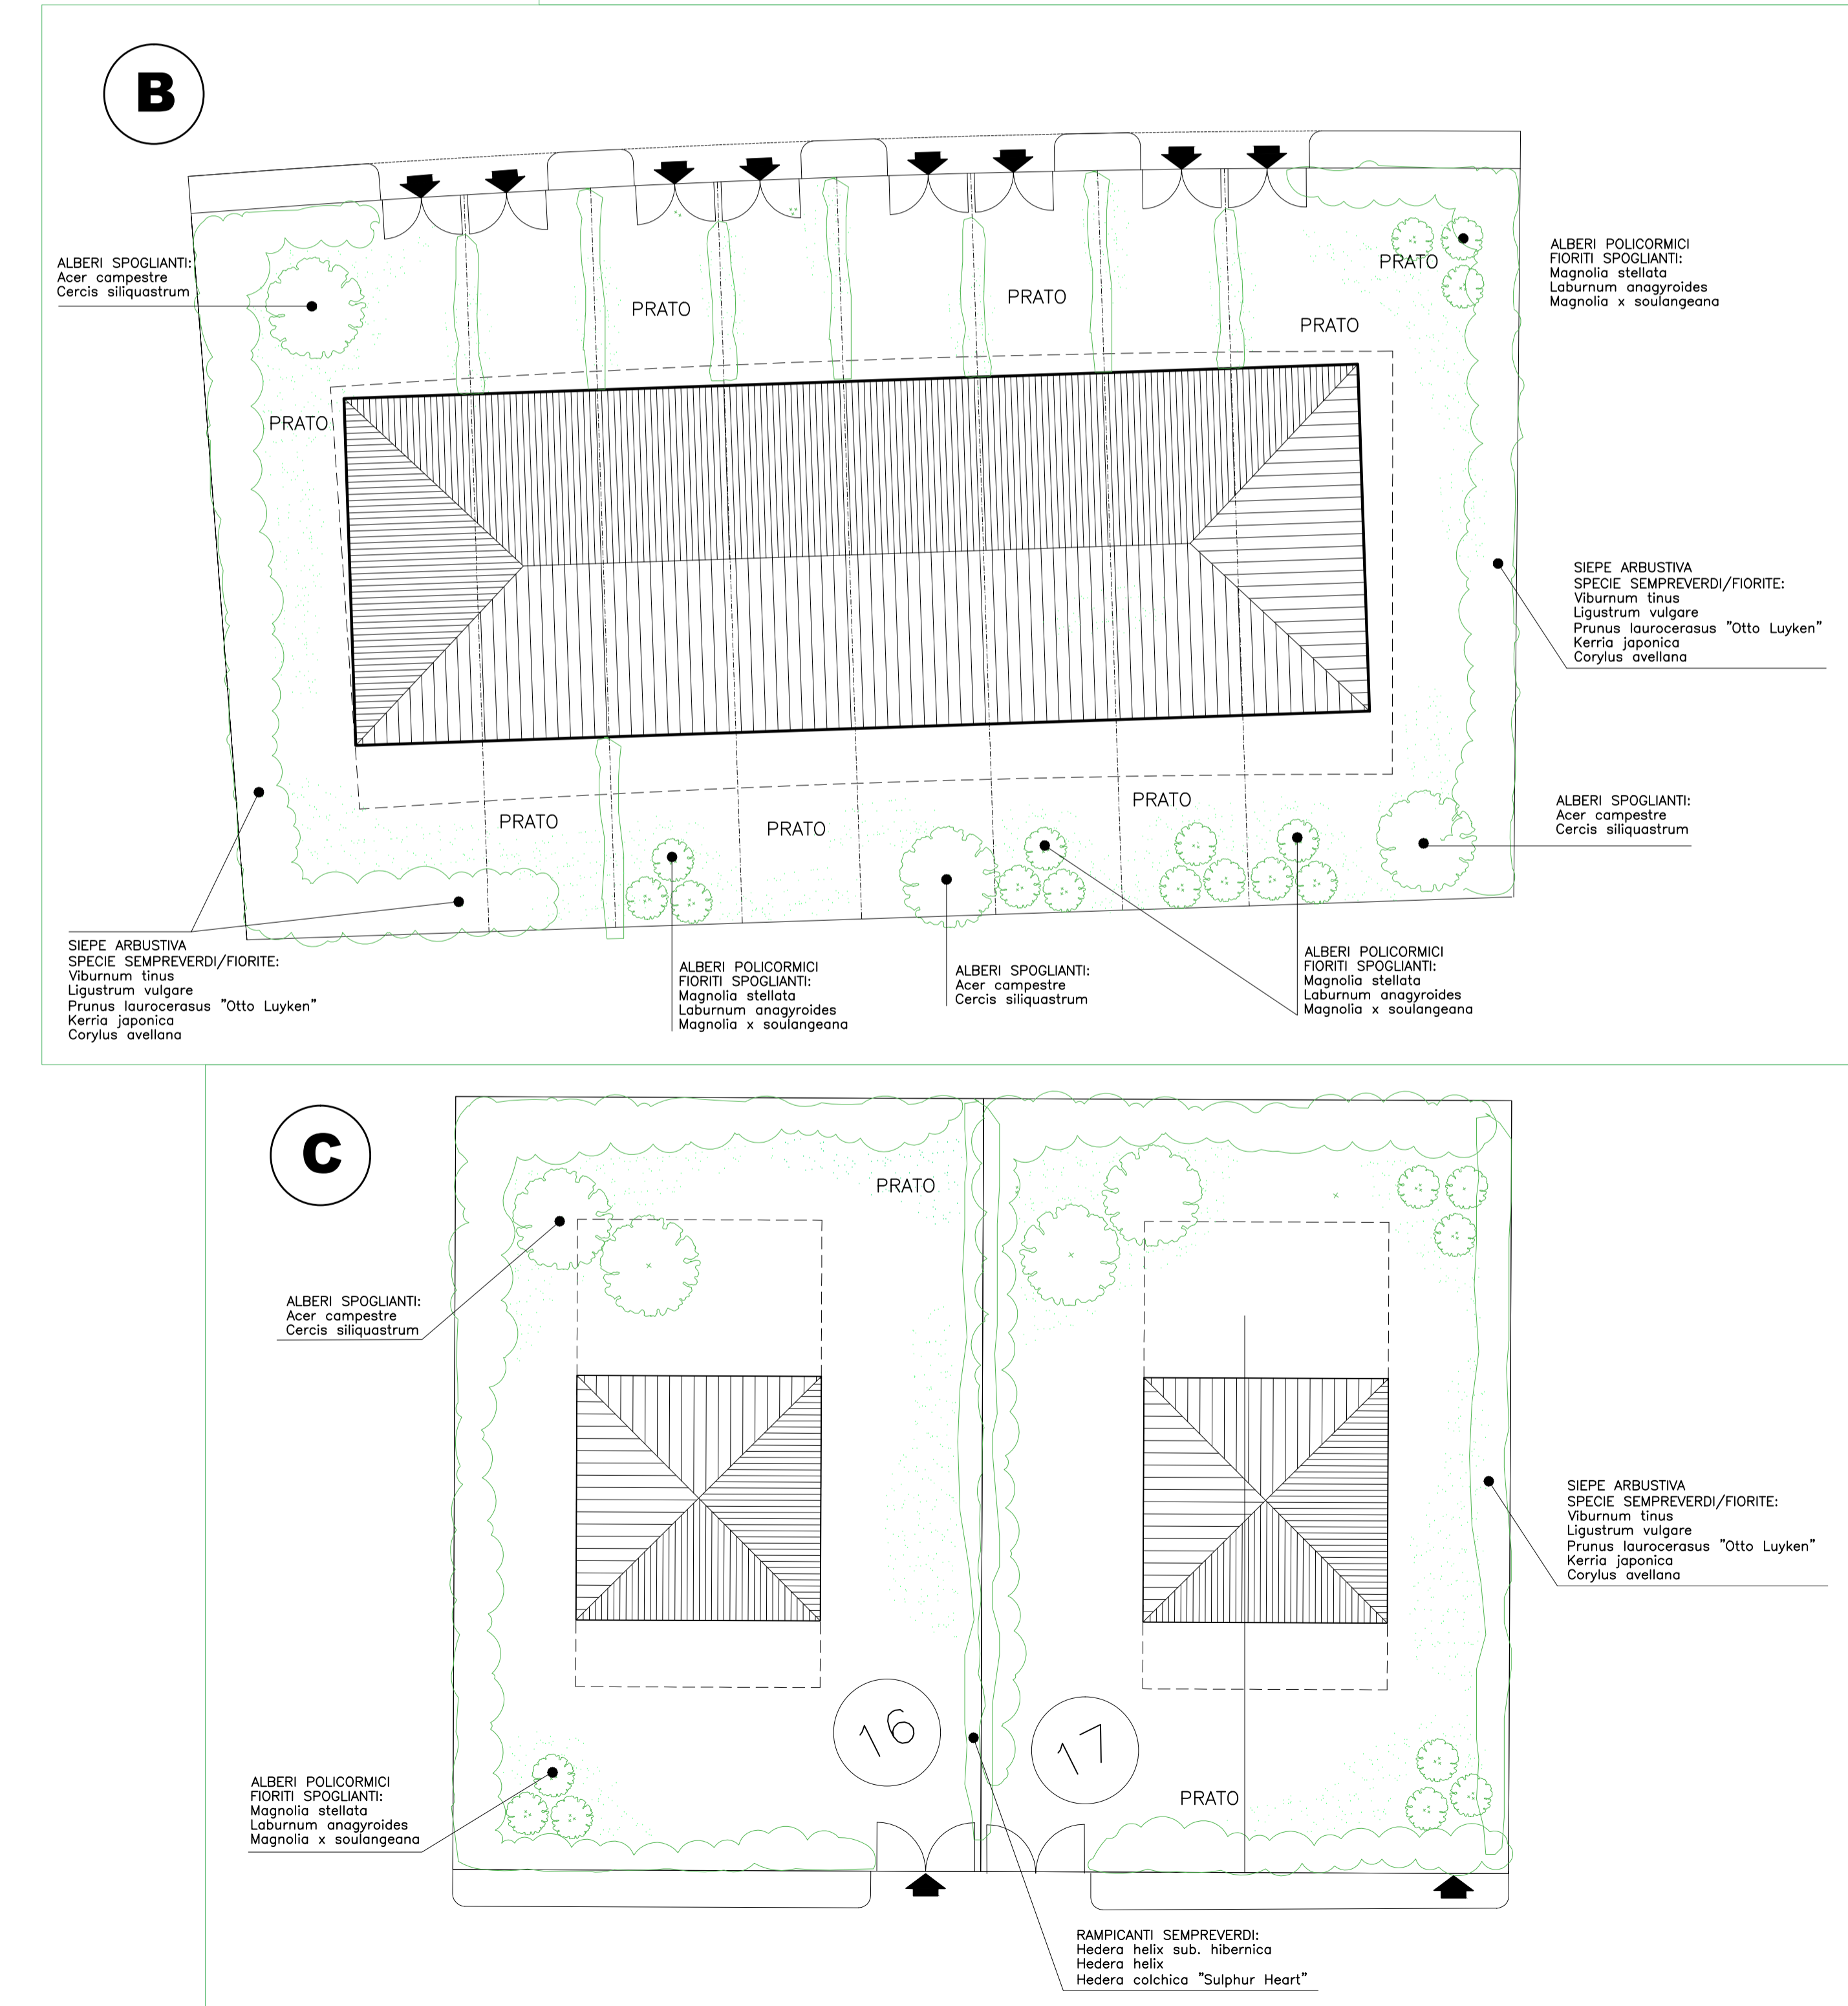 B
ALBERI SPOGLIANTI:
Acer campestre
Cercis siliquastrum
ALBERI POLICORMICI
FIORITI SPOGLIANTI:
Magnolia stellata
Laburnum anagyroides
Magnolia x soulangeana
PRATO
PRATO
PRATO
PRATO
PRATO
SIEPE ARBUSTIVA
SPECIE SEMPREVERDI/FIORITE:
Viburnum tinus
Ligustrum vulgare
Prunus laurocerasus "Otto Luyken"
Kerria japonica
Corylus avellana
PRATO
PRATO
PRATO
ALBERI SPOGLIANTI:
Acer campestre
Cercis siliquastrum
SIEPE ARBUSTIVA
SPECIE SEMPREVERDI/FIORITE:
Viburnum tinus
Ligustrum vulgare
Prunus laurocerasus "Otto Luyken"
Kerria japonica
Corylus avellana
ALBERI POLICORMICI
FIORITI SPOGLIANTI:
Magnolia stellata
Laburnum anagyroides
Magnolia x soulangeana
ALBERI SPOGLIANTI:
Acer campestre
Cercis siliquastrum
ALBERI POLICORMICI
FIORITI SPOGLIANTI:
Magnolia stellata
Laburnum anagyroides
Magnolia x soulangeana
C
PRATO
ALBERI SPOGLIANTI:
Acer campestre
Cercis siliquastrum
SIEPE ARBUSTIVA
SPECIE SEMPREVERDI/FIORITE:
Viburnum tinus
Ligustrum vulgare
Prunus laurocerasus "Otto Luyken"
Kerria japonica
Corylus avellana
16
17
ALBERI POLICORMICI
FIORITI SPOGLIANTI:
Magnolia stellata
Laburnum anagyroides
Magnolia x soulangeana
PRATO
RAMPICANTI SEMPREVERDI:
Hedera helix sub. hibernica
Hedera helix
Hedera colchica "Sulphur Heart"